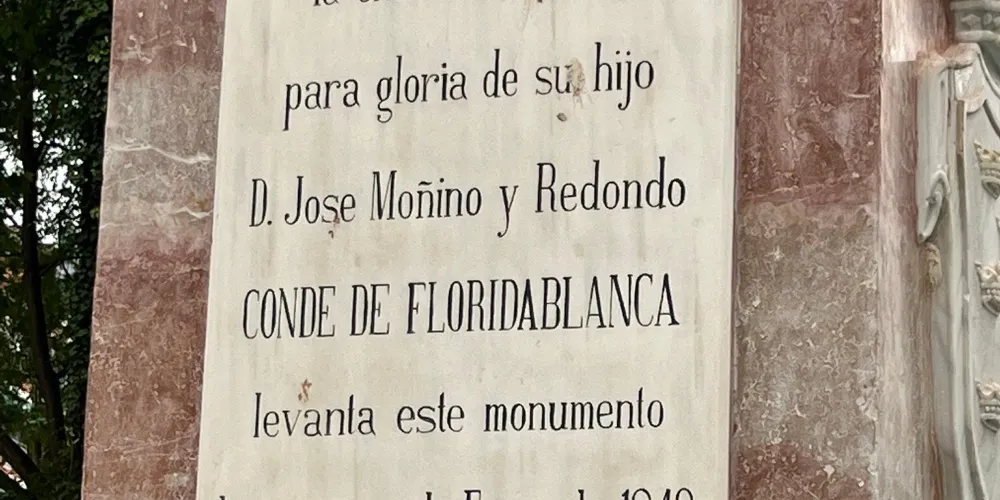 para gloria de su hijo
D. Jose Moñino y Redondo
CONDE DE FLORIDABLANCA
levanta este monumento